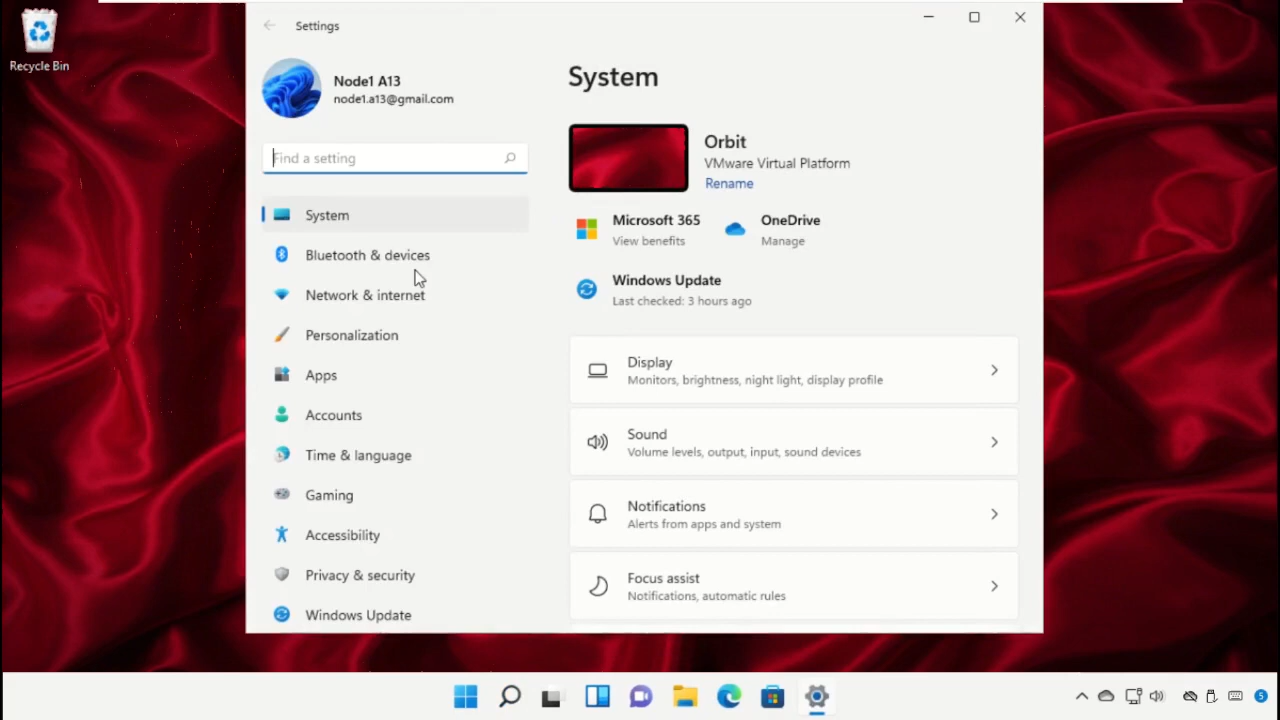 Recycle Bin
Settings
Node1 A13
node1.a13@gmail.com
Find a setting
System
Bluetooth & devices
Network & internet
Personalization
Apps
Accounts
Time & language
Gaming
Accessibility
Privacy & security
Windows Update
System
Orbit
VMware Virtual Platform
Rename
Microsoft 365
View benefits
OneDrive
Manage
Windows Update
Last checked: 3 hours ago
Display
Monitors, brightness, night light, display profile
Sound
Volume levels, output, input, sound devices
Notifications
Alerts from apps and system
Focus assist
Notifications, automatic rules
5